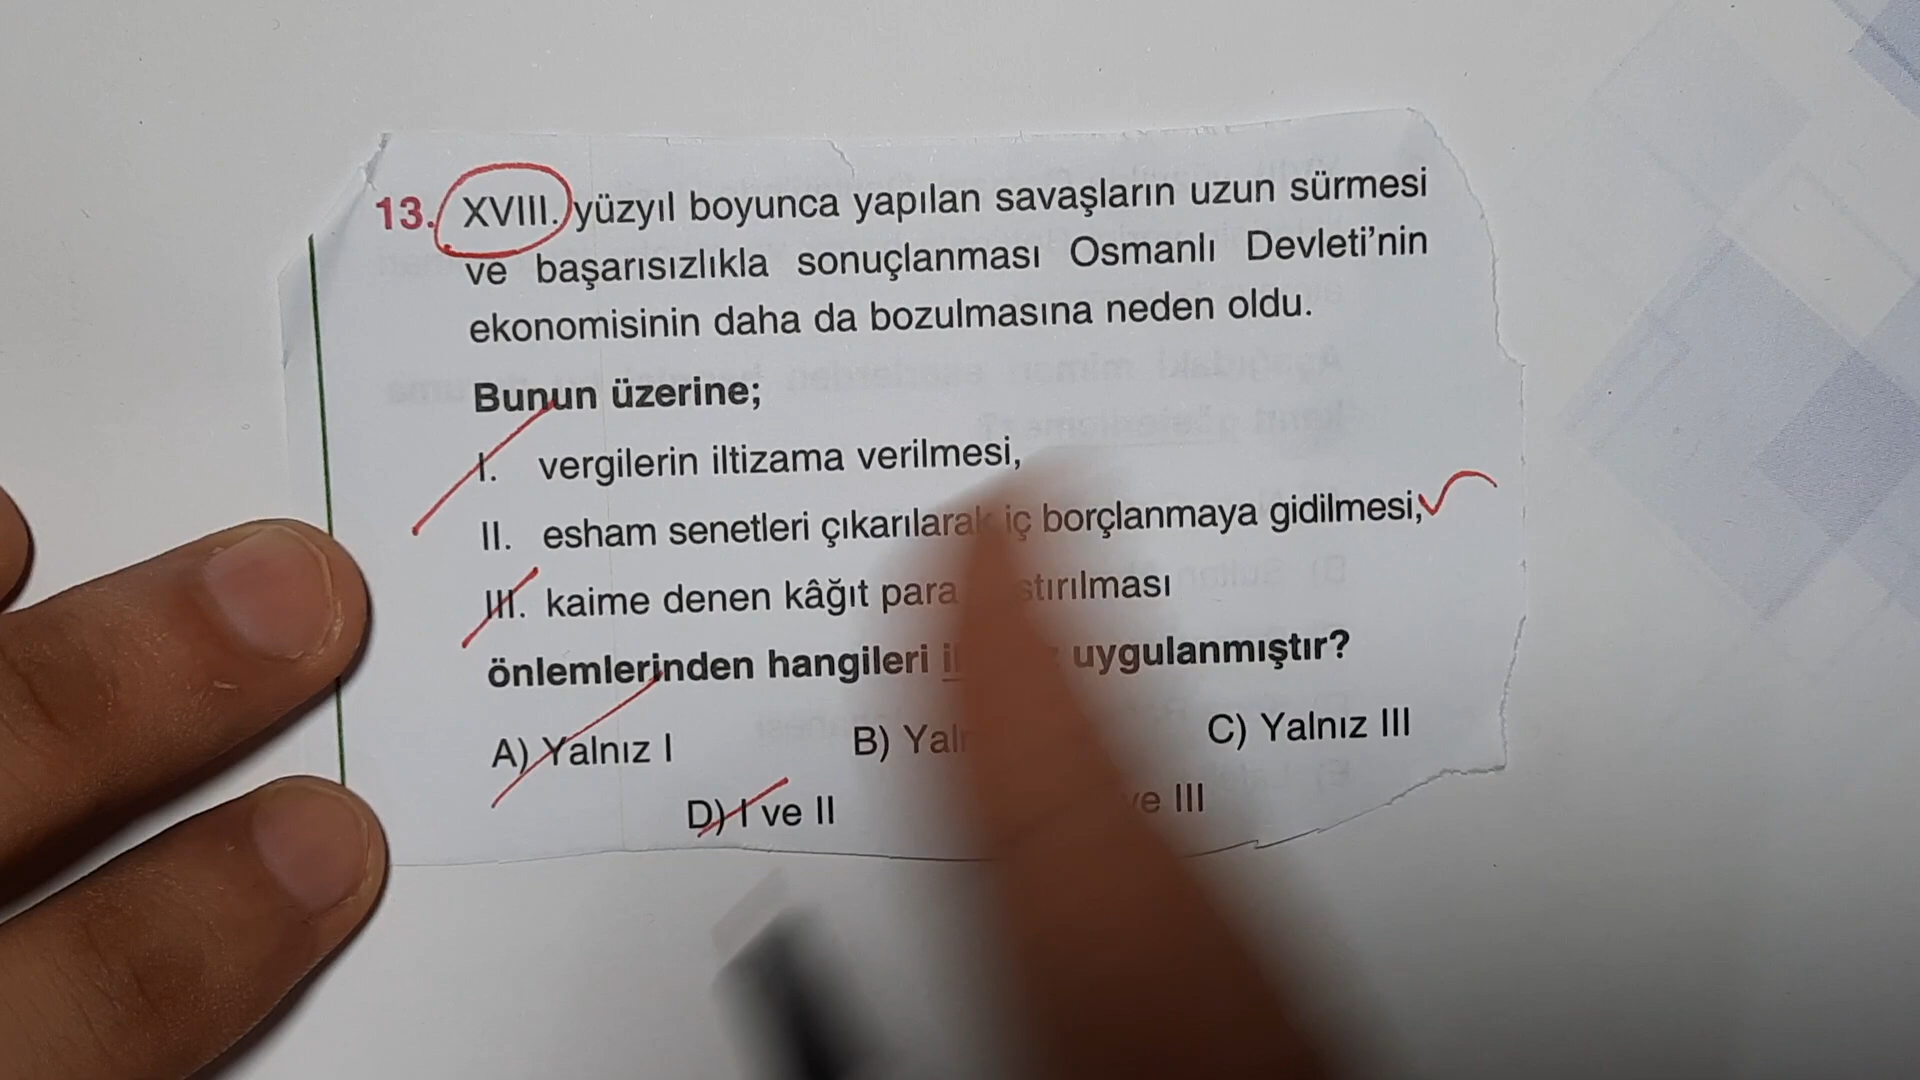 13. XVIII. yüzyıl boyunca yapılan savaşların uzun sürmesi
ve başarısızlıkla sonuçlanması Osmanlı Devleti'nin
ekonomisinin daha da bozulmasına neden oldu.
Bunun üzerine;
I. vergilerin iltizama verilmesi,
II. esham senetleri çıkarılarak iç borçlanmaya gidilmesi,
III. kaime denen kâğıt para
önlemlerinden hangileri uygulanmıştır?
A) Yalnız I B) C) Yalnız III
D) I ve II III